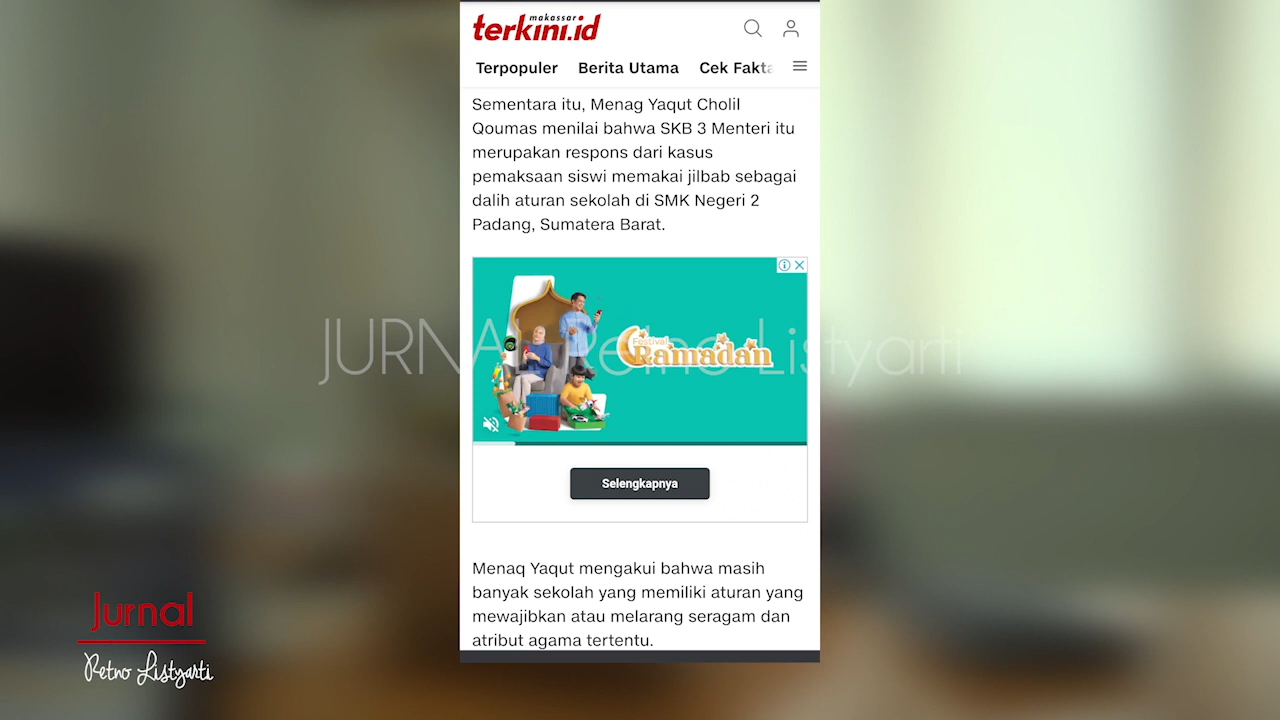 makassar
terkini.id
Terpopuler Berita Utama Cek Fakta
Sementara itu, Menag Yaqut Cholil
Qoumas menilai bahwa SKB 3 Menteri itu
merupakan respons dari kasus
pemaksaan siswi memakai jilbab sebagai
dalih aturan sekolah di SMK Negeri 2
Padang, Sumatera Barat.
Festival
Ramadan
JURNAL Retno Listyarti
Selengkapnya
Menaq Yaqut mengakui bahwa masih
banyak sekolah yang memiliki aturan yang
mewajibkan atau melarang seragam dan
atribut agama tertentu.
Jurnal
Retno Listyarti